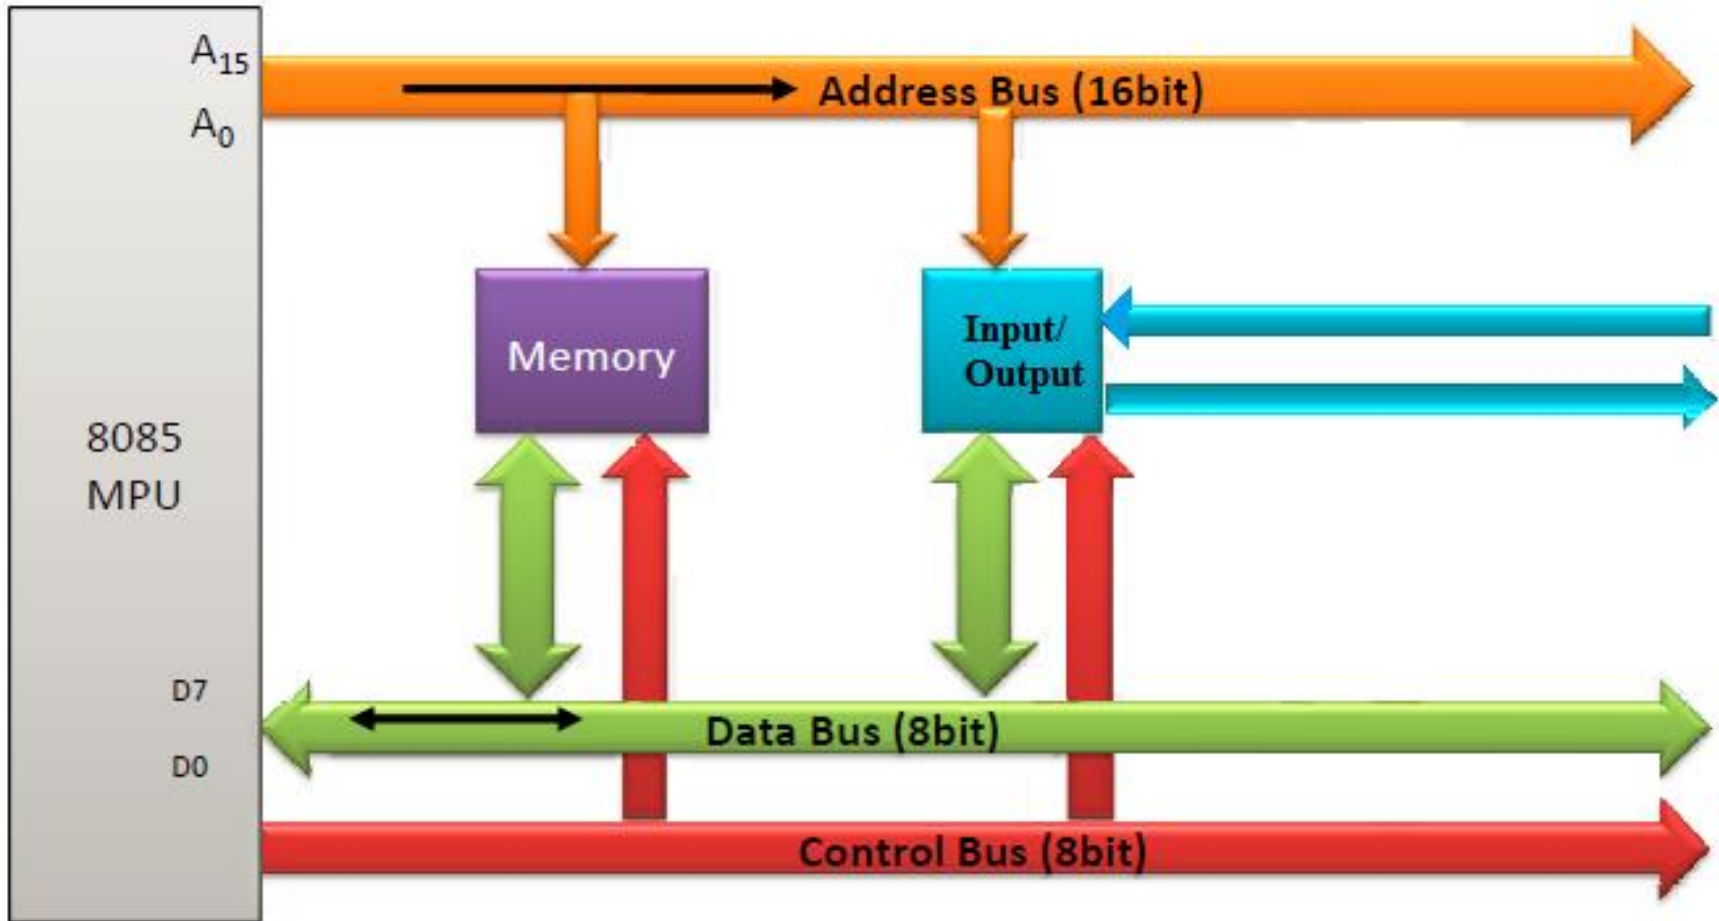 A15
Address Bus (16bit)
A0
Memory
Input/
Output
8085
MPU
D7
Data Bus (8bit)
D0
Control Bus (8bit)